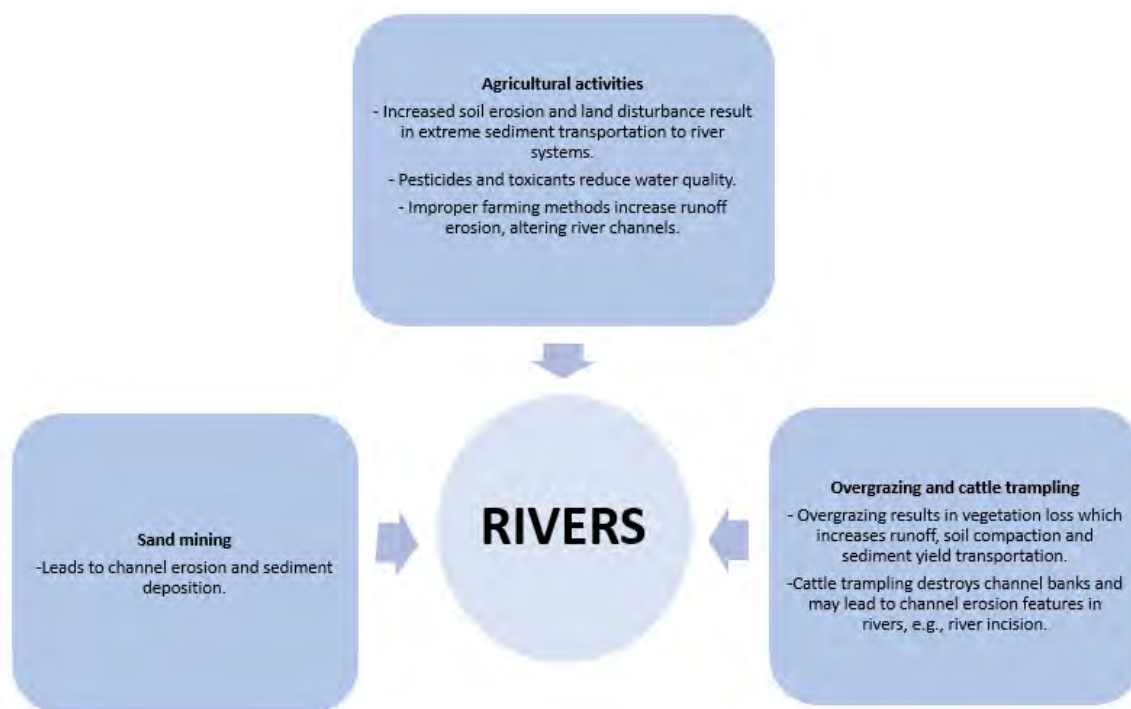 Agricultural activities
- Increased soil erosion and land disturbance result
in extreme sediment transportation to river
systems.
- Pesticides and toxicants reduce water quality.
- Improper farming methods increase runoff
erosion, altering river channels.
RIVERS
Sand mining
-Leads to channel erosion and sediment
deposition.
Overgrazing and cattle trampling
- Overgrazing results in vegetation loss which
increases runoff, soil compaction and
sediment yield transportation.
-Cattle trampling destroys channel banks and
may lead to channel erosion features in
rivers, e.g., river incision.